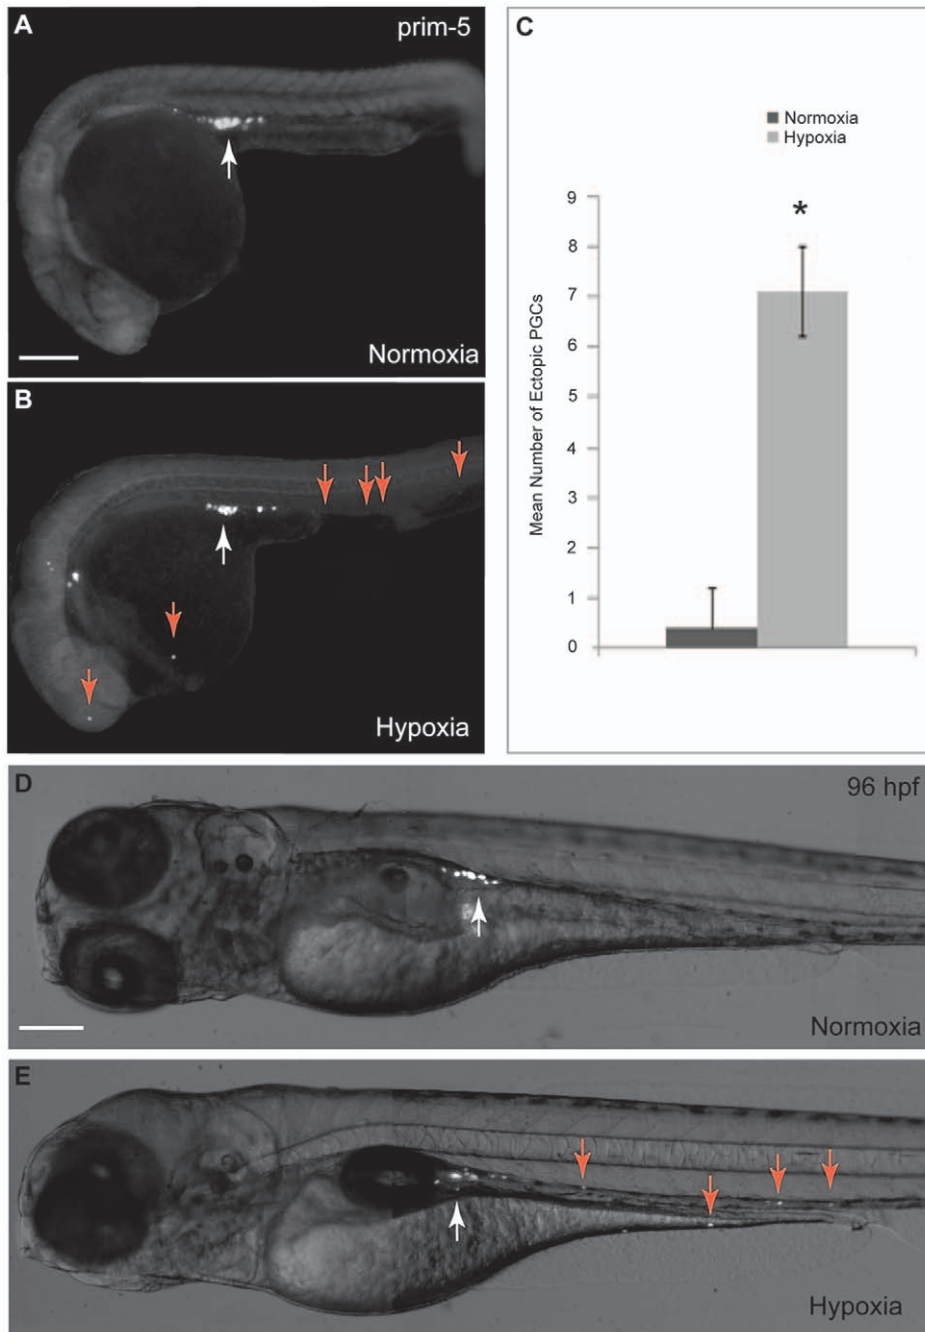 A
prim-5
Normoxia
B
Hypoxia
C
Normoxia
Hypoxia
Mean Number of Ectopic PGCs
9
*
8
7
6
5
4
3
2
1
0
D
96 hpf
Normoxia
E
Hypoxia